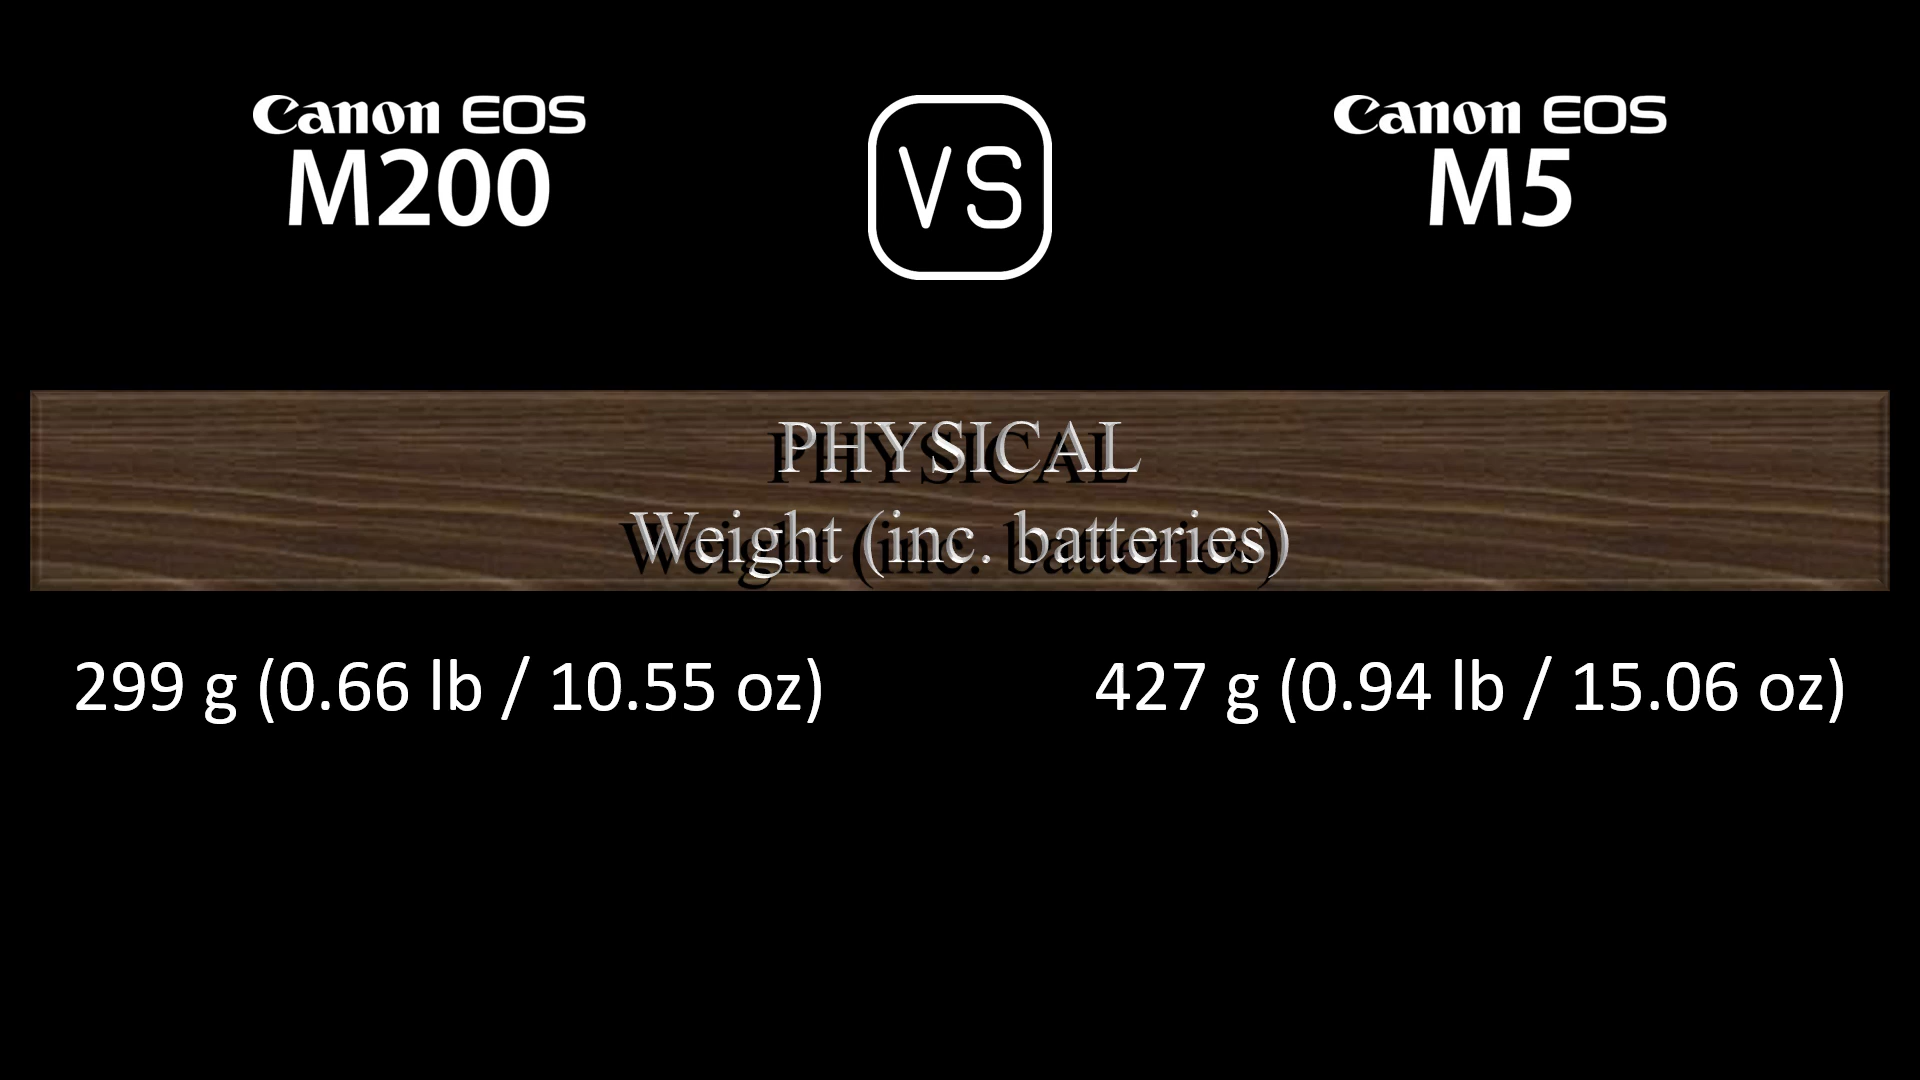 Canon EOS
M200
VS
Canon EOS
M5
PHYSICAL
Weight (inc. batteries)
299 g (0.66 lb / 10.55 oz)
427 g (0.94 lb / 15.06 oz)